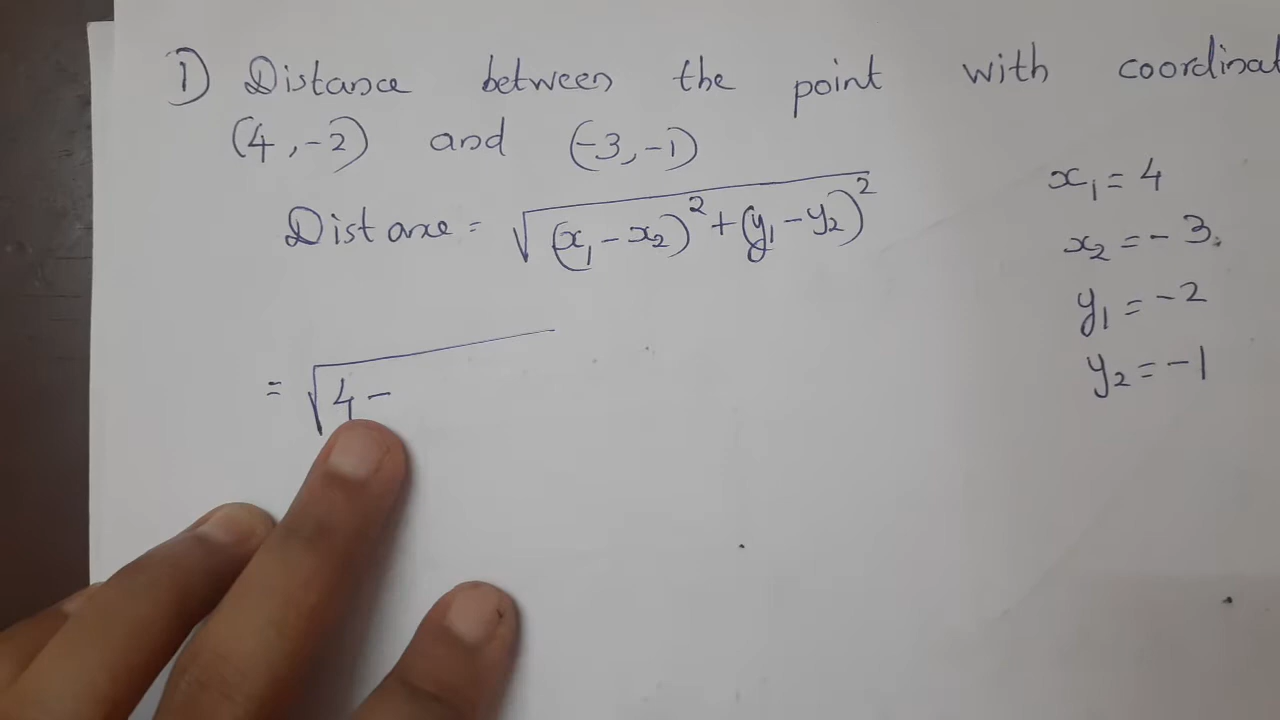 1) Distance between the point with coordinat
(4,-2) and (-3,-1)
Distance = √(x₁ - x₂)² + (y₁ - y₂)²
x₁ = 4
x₂ = -3
y₁ = -2
y₂ = -1
= √4 -